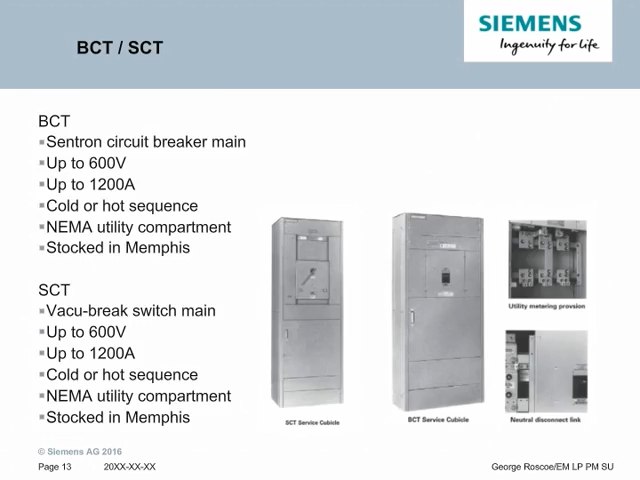 SIEMENS
Ingenuity for life
BCT / SCT
BCT
▪Sentron circuit breaker main
▪Up to 600V
▪Up to 1200A
▪Cold or hot sequence
▪NEMA utility compartment
▪Stocked in Memphis
SCT
▪Vacu-break switch main
▪Up to 600V
▪Up to 1200A
▪Cold or hot sequence
▪NEMA utility compartment
▪Stocked in Memphis
SCT Service Cubicle
BCT Service Cubicle
Utility metering provsion
Neutral disconnect link
© Siemens AG 2016
Page 13 20XX-XX-XX George Roscoe/EM LP PM SU